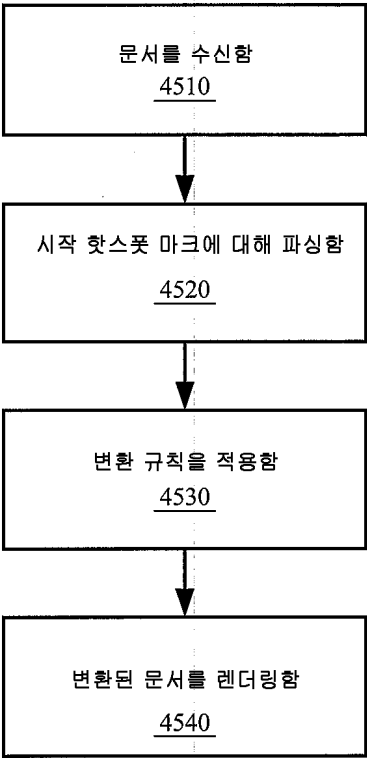 문서를 수신함
4510
시작 핫스폿 마크에 대해 파싱함
4520
변환 규칙을 적용함
4530
변환된 문서를 렌더링함
4540